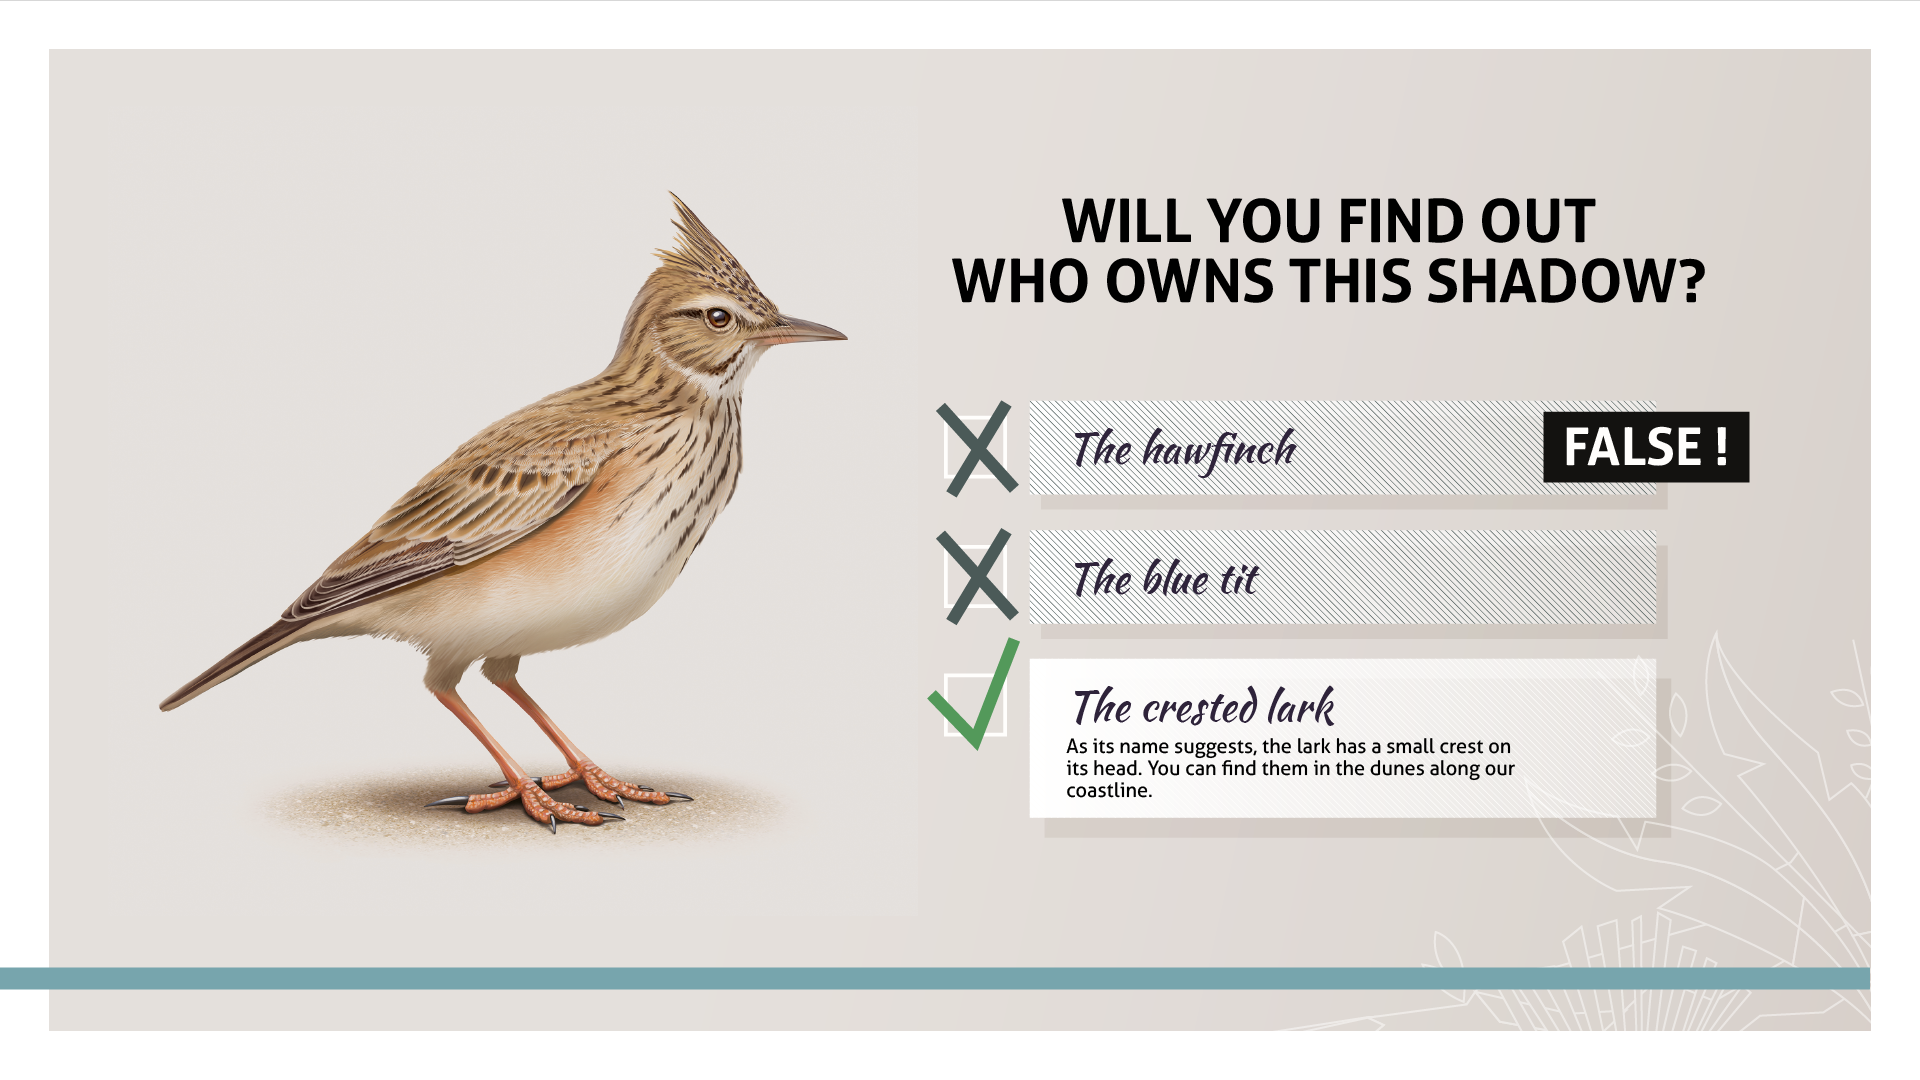 WILL YOU FIND OUT
WHO OWNS THIS SHADOW?
The hawfinch
FALSE !
The blue tit
The crested lark
As its name suggests, the lark has a small crest on
its head. You can find them in the dunes along our
coastline.